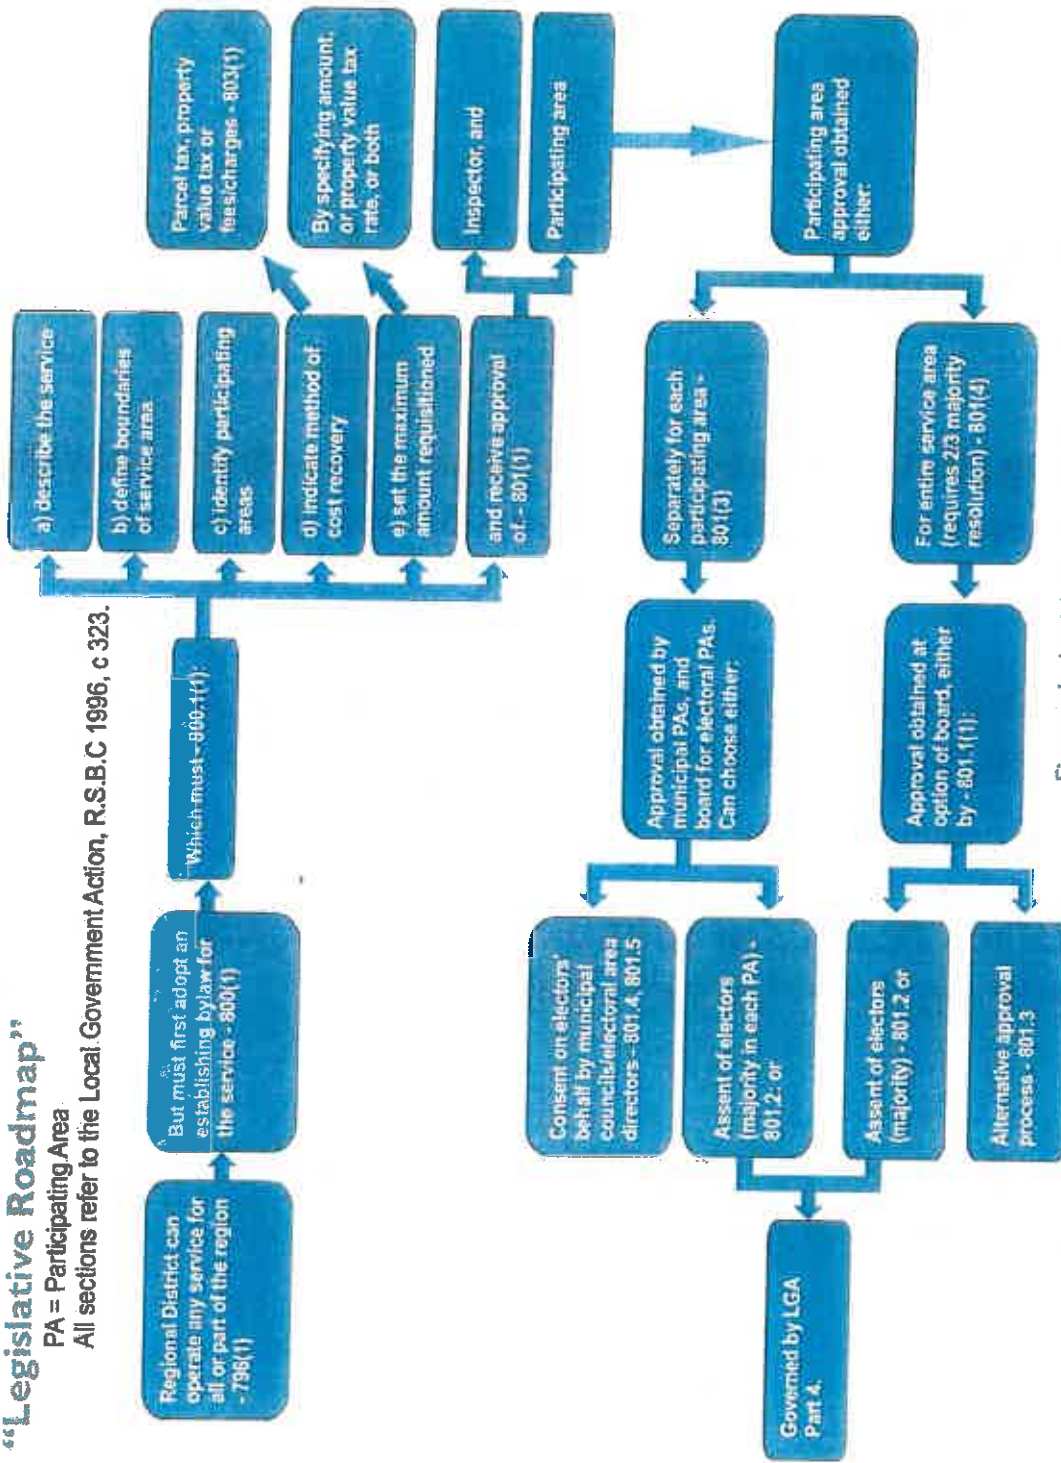 "Legislative Roadmap"
PA = Participating Area
All sections refer to the Local Government Action, R.S.B.C 1996, c 323.
Regional District can
operate any service for
all or part of the region
- 796(1)
But must first adopt an
establishing bylaw for
the service - 800(1)
Which must - 800.1(1):
a) describe the service
b) define boundaries
of service area
c) identify participating
areas
d) indicate method of
cost recovery
e) set the maximum
amount requisitioned
and receive approval
of: - 801(1)
Parcel tax, property
value tax or
fees/charges - 803(1)
By specifying amount,
or property value tax
rate, or both
Inspector, and
Participating area
Participating area
approval obtained
either:
Separately for each
participating area -
801(3)
For entire service area
(requires 2/3 majority
resolution) - 801(4)
Approval obtained by
municipal PAs, and
board for electoral PAs.
Can choose either:
Approval obtained at
option of board, either
by - 801.1(1):
Consent on electors'
behalf by municipal
councils/electoral area
directors - 801.4, 801.5
Assent of electors
(majority in each PA) -
801.2- or
Assent of electors
(majority) - 801.2 or
Alternative approval
process - 801.3
Governed by LGA
Part 4.